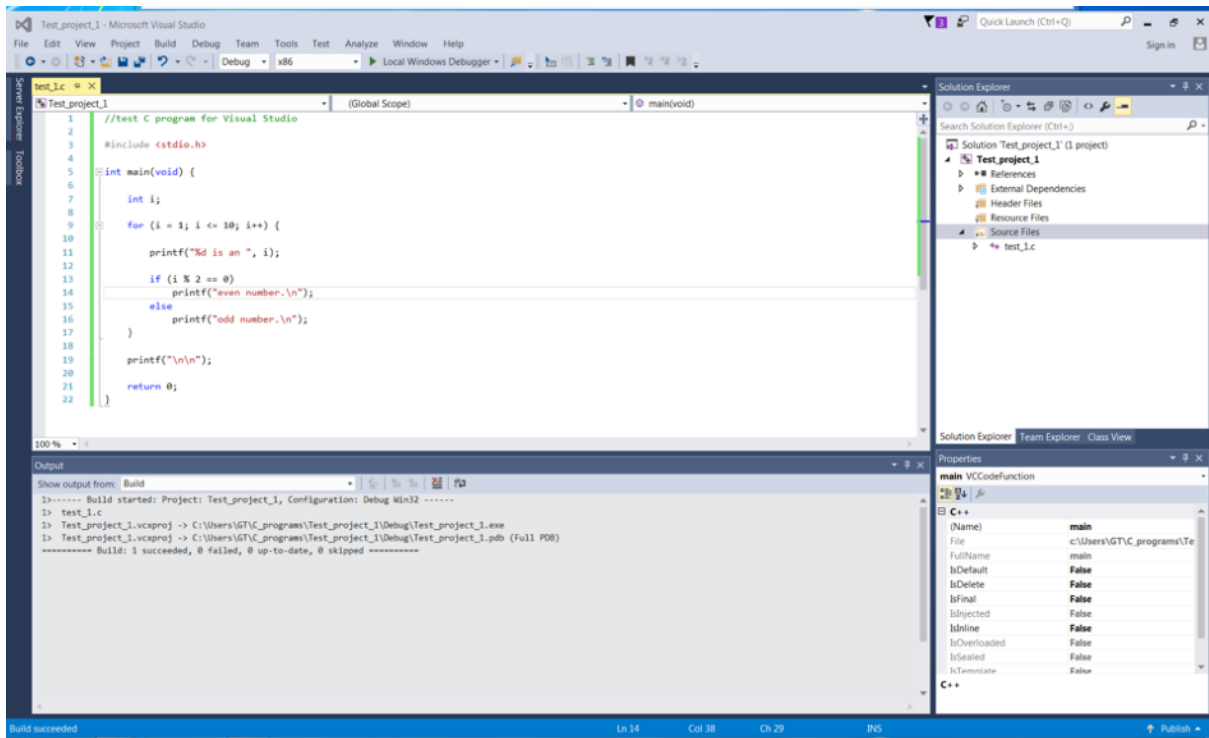 Test_project_1 - Microsoft Visual Studio
3
Quick Launch (Ctrl+Q)
File Edit View Project Build Debug Team Tools Test Analyze Window Help
Sign in
Debug x86 Local Windows Debugger
Server Explorer
Toolbox
test_1.c
Test_project_1 (Global Scope) main(void)
1 //test C program for Visual Studio
2
3 #include <stdio.h>
4
5 int main(void) {
6
7 int i;
8
9 for (i = 1; i <= 10; i++) {
10
11 printf("%d is an ", i);
12
13 if (i % 2 == 0)
14 printf("even number.\n");
15 else
16 printf("odd number.\n");
17 }
18
19 printf("\n\n");
20
21 return 0;
22 }
100 %
Output
Show output from: Build
1>------ Build started: Project: Test_project_1, Configuration: Debug Win32 ------
1> test_1.c
1> Test_project_1.vcxproj -> C:\Users\GT\C_programs\Test_project_1\Debug\Test_project_1.exe
1> Test_project_1.vcxproj -> C:\Users\GT\C_programs\Test_project_1\Debug\Test_project_1.pdb (Full PDB)
========== Build: 1 succeeded, 0 failed, 0 up-to-date, 0 skipped ==========
Solution Explorer
Search Solution Explorer (Ctrl+;)
Solution 'Test_project_1' (1 project)
Test_project_1
References
External Dependencies
Header Files
Resource Files
Source Files
test_1.c
Solution Explorer Team Explorer Class View
Properties
main VCCodeFunction
C++
(Name) main
File c:\Users\GT\C_programs\Te
FullName main
IsDefault False
IsDelete False
IsFinal False
IsInjected False
IsInline False
IsOverloaded False
IsSealed False
IsTemplate False
C++
Build succeeded Ln 14 Col 38 Ch 29 INS Publish